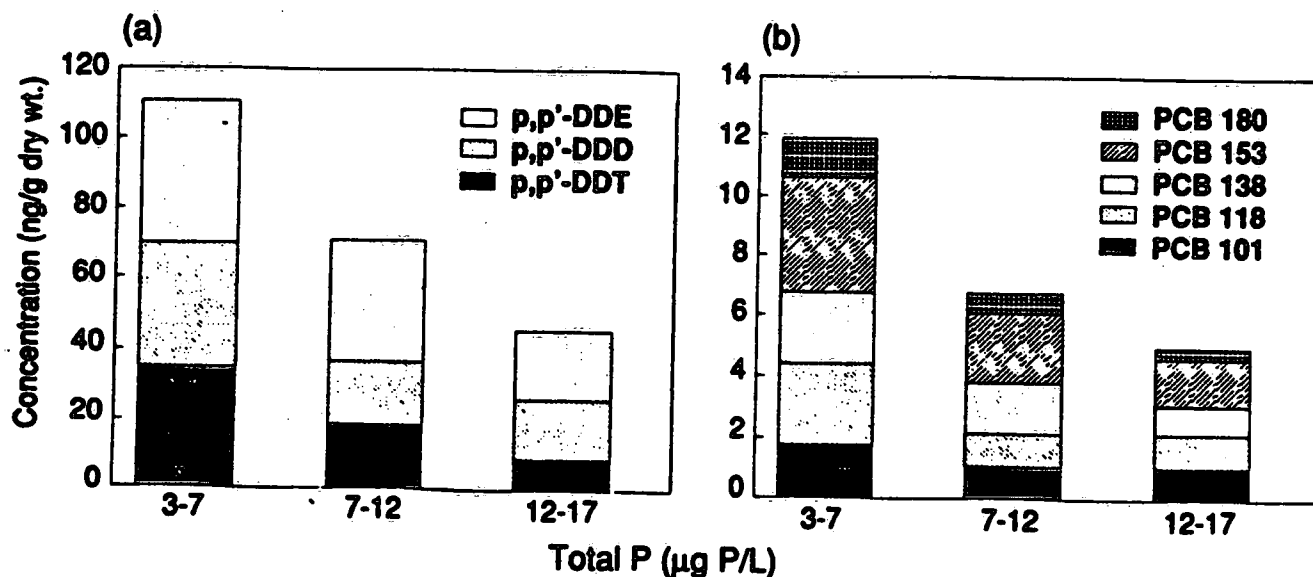 (a)
Concentration (ng/g dry wt.)
120
100
80
60
40
20
0
p,p'-DDE
p,p'-DDD
p,p'-DDT
3-7
7-12
12-17
(b)
14
12
10
8
6
4
2
0
PCB 180
PCB 153
PCB 138
PCB 118
PCB 101
3-7
7-12
12-17
Total P (µg P/L)